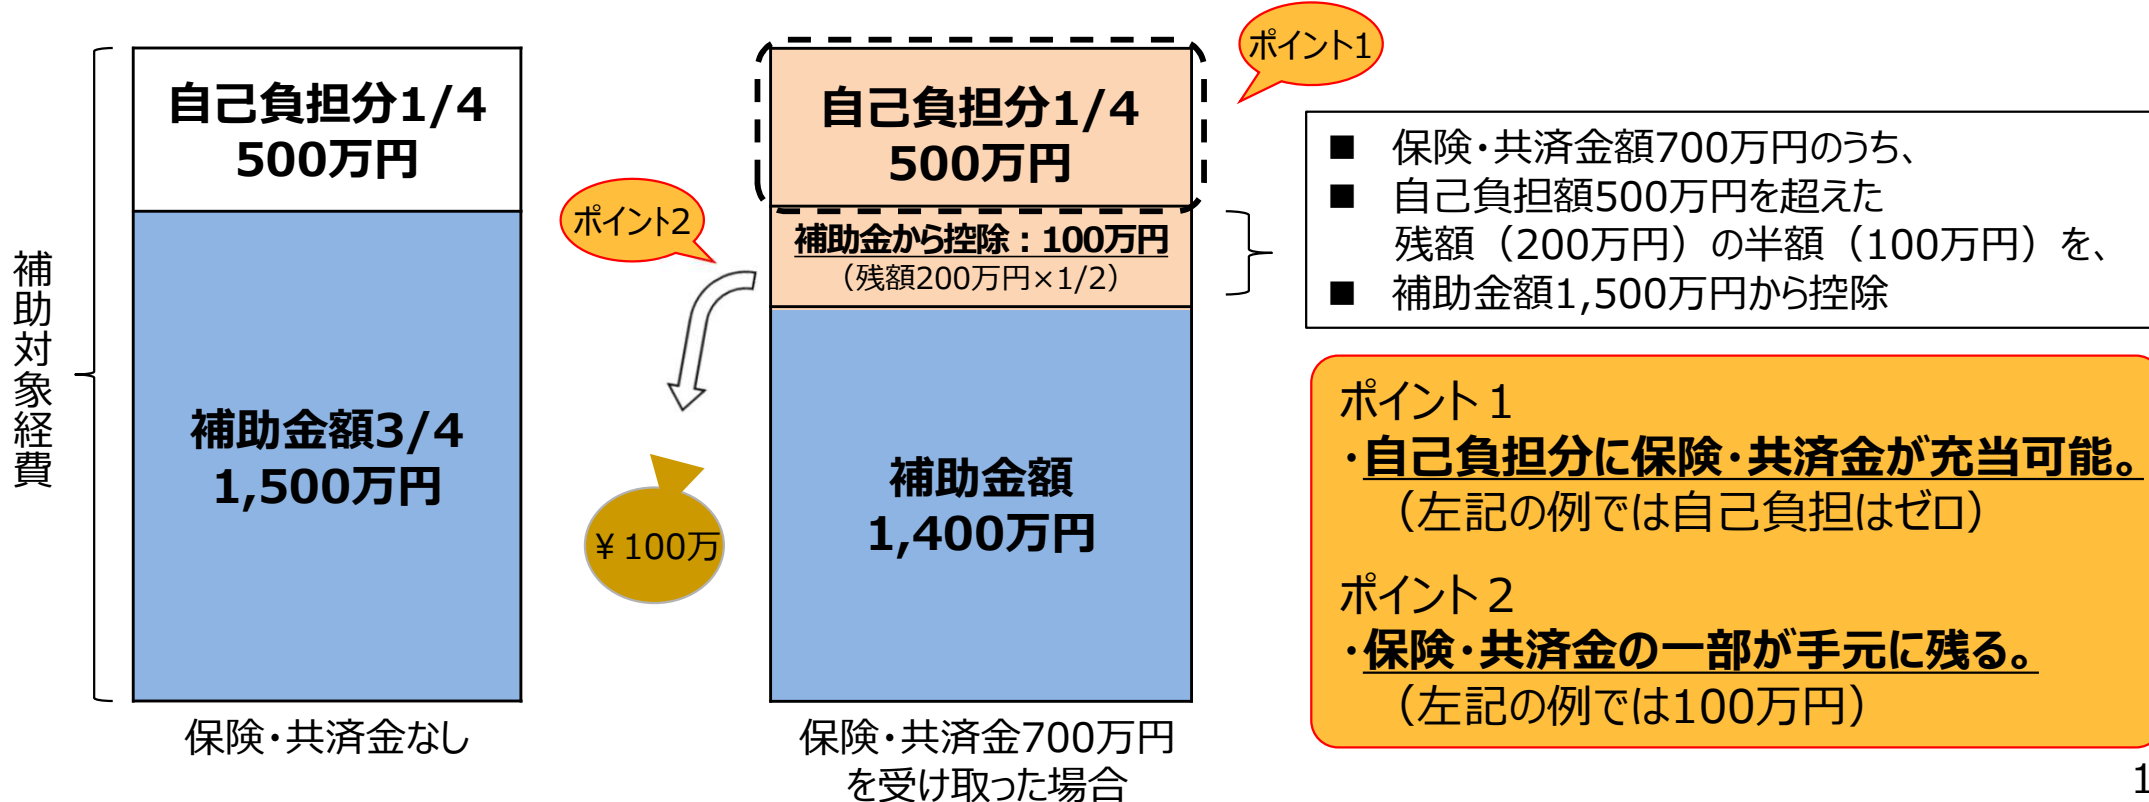 補助対象経費
自己負担分1/4
500万円
補助金額3/4
1,500万円
保険・共済金なし
ポイント2
¥100万
自己負担分1/4
500万円
補助金から控除：100万円
（残額200万円×1/2）
補助金額
1,400万円
保険・共済金700万円
を受け取った場合
ポイント1
■ 保険・共済金額700万円のうち、
■ 自己負担額500万円を超えた
残額（200万円）の半額（100万円）を、
■ 補助金額1,500万円から控除
ポイント１
・自己負担分に保険・共済金が充当可能。
（左記の例では自己負担はゼロ）
ポイント２
・保険・共済金の一部が手元に残る。
（左記の例では100万円）
1